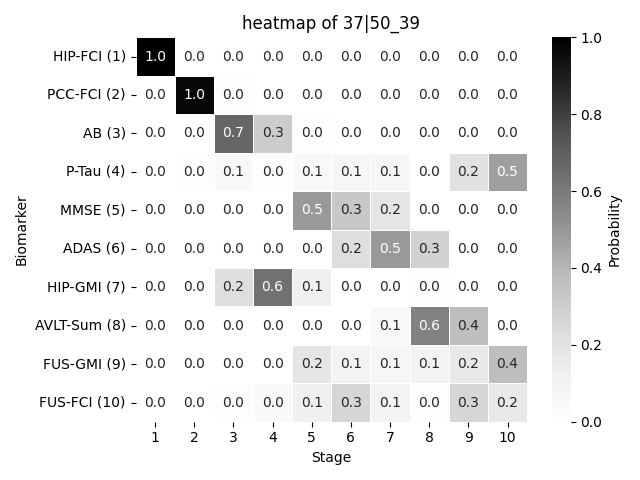 heatmap of 37|50_39
HIP-FCI (1) 1.0 0.0 0.0 0.0 0.0 0.0 0.0 0.0 0.0 0.0
PCC-FCI (2) 0.0 1.0 0.0 0.0 0.0 0.0 0.0 0.0 0.0 0.0
AB (3) 0.0 0.0 0.7 0.3 0.0 0.0 0.0 0.0 0.0 0.0
P-Tau (4) 0.0 0.0 0.1 0.0 0.1 0.1 0.1 0.0 0.2 0.5
MMSE (5) 0.0 0.0 0.0 0.0 0.5 0.3 0.2 0.0 0.0 0.0
ADAS (6) 0.0 0.0 0.0 0.0 0.0 0.2 0.5 0.3 0.0 0.0
HIP-GMI (7) 0.0 0.0 0.2 0.6 0.1 0.0 0.0 0.0 0.0 0.0
AVLT-Sum (8) 0.0 0.0 0.0 0.0 0.0 0.0 0.1 0.6 0.4 0.0
FUS-GMI (9) 0.0 0.0 0.0 0.0 0.2 0.1 0.1 0.1 0.2 0.4
FUS-FCI (10) 0.0 0.0 0.0 0.0 0.1 0.3 0.1 0.0 0.3 0.2
1 2 3 4 5 6 7 8 9 10
Stage
Biomarker
1.0
0.8
0.6
0.4
0.2
0.0
Probability